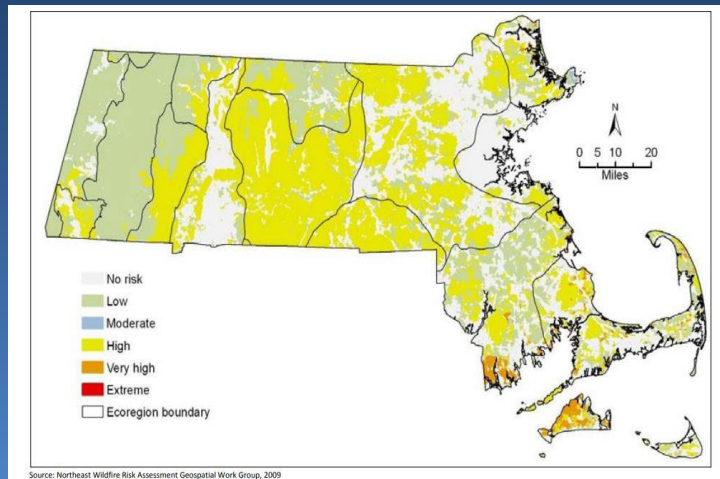 N
0 5 10 20
Miles
No risk
Low
Moderate
High
Very high
Extreme
Ecoregion boundary
Source: Northeast Wildfire Risk Assessment Geospatial Work Group, 2009